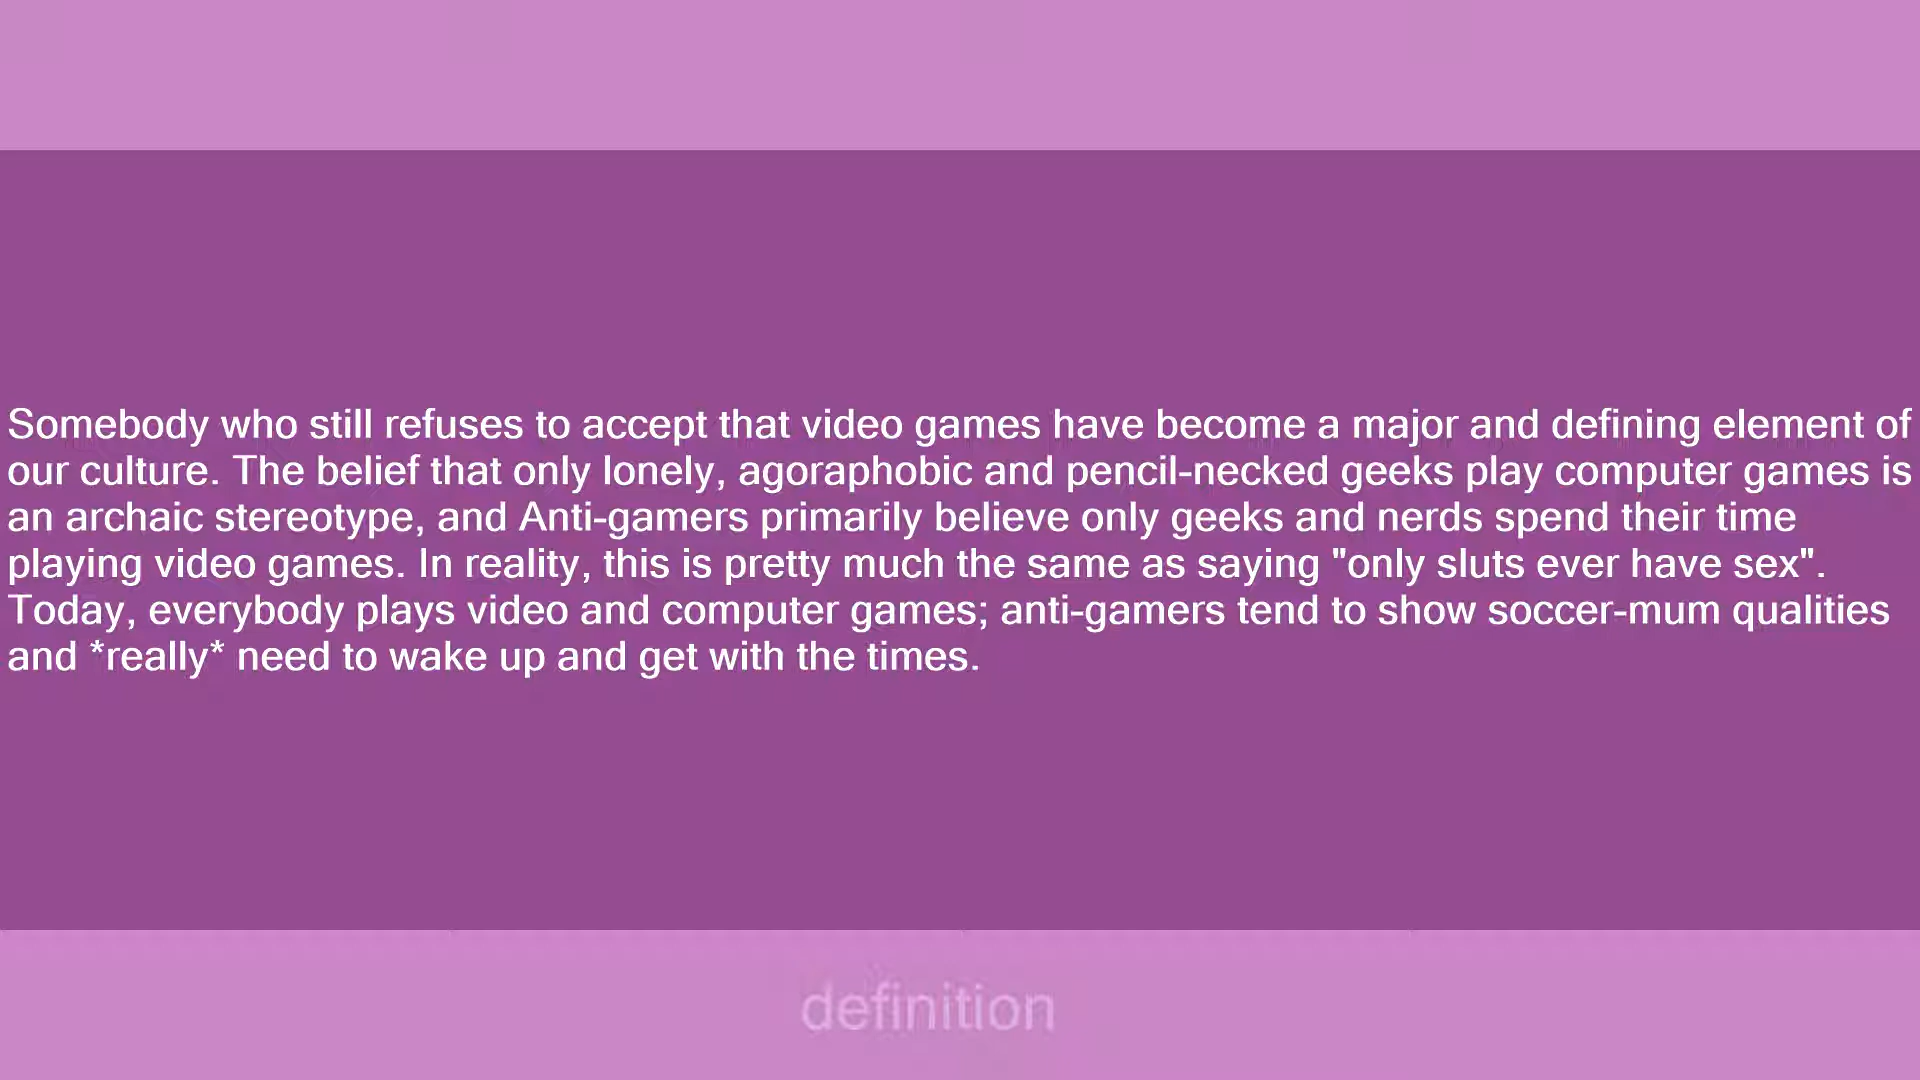 Somebody who still refuses to accept that video games have become a major and defining element of
our culture. The belief that only lonely, agoraphobic and pencil-necked geeks play computer games is
an archaic stereotype, and Anti-gamers primarily believe only geeks and nerds spend their time
playing video games. In reality, this is pretty much the same as saying "only sluts ever have sex".
Today, everybody plays video and computer games; anti-gamers tend to show soccer-mum qualities
and *really* need to wake up and get with the times.
definition